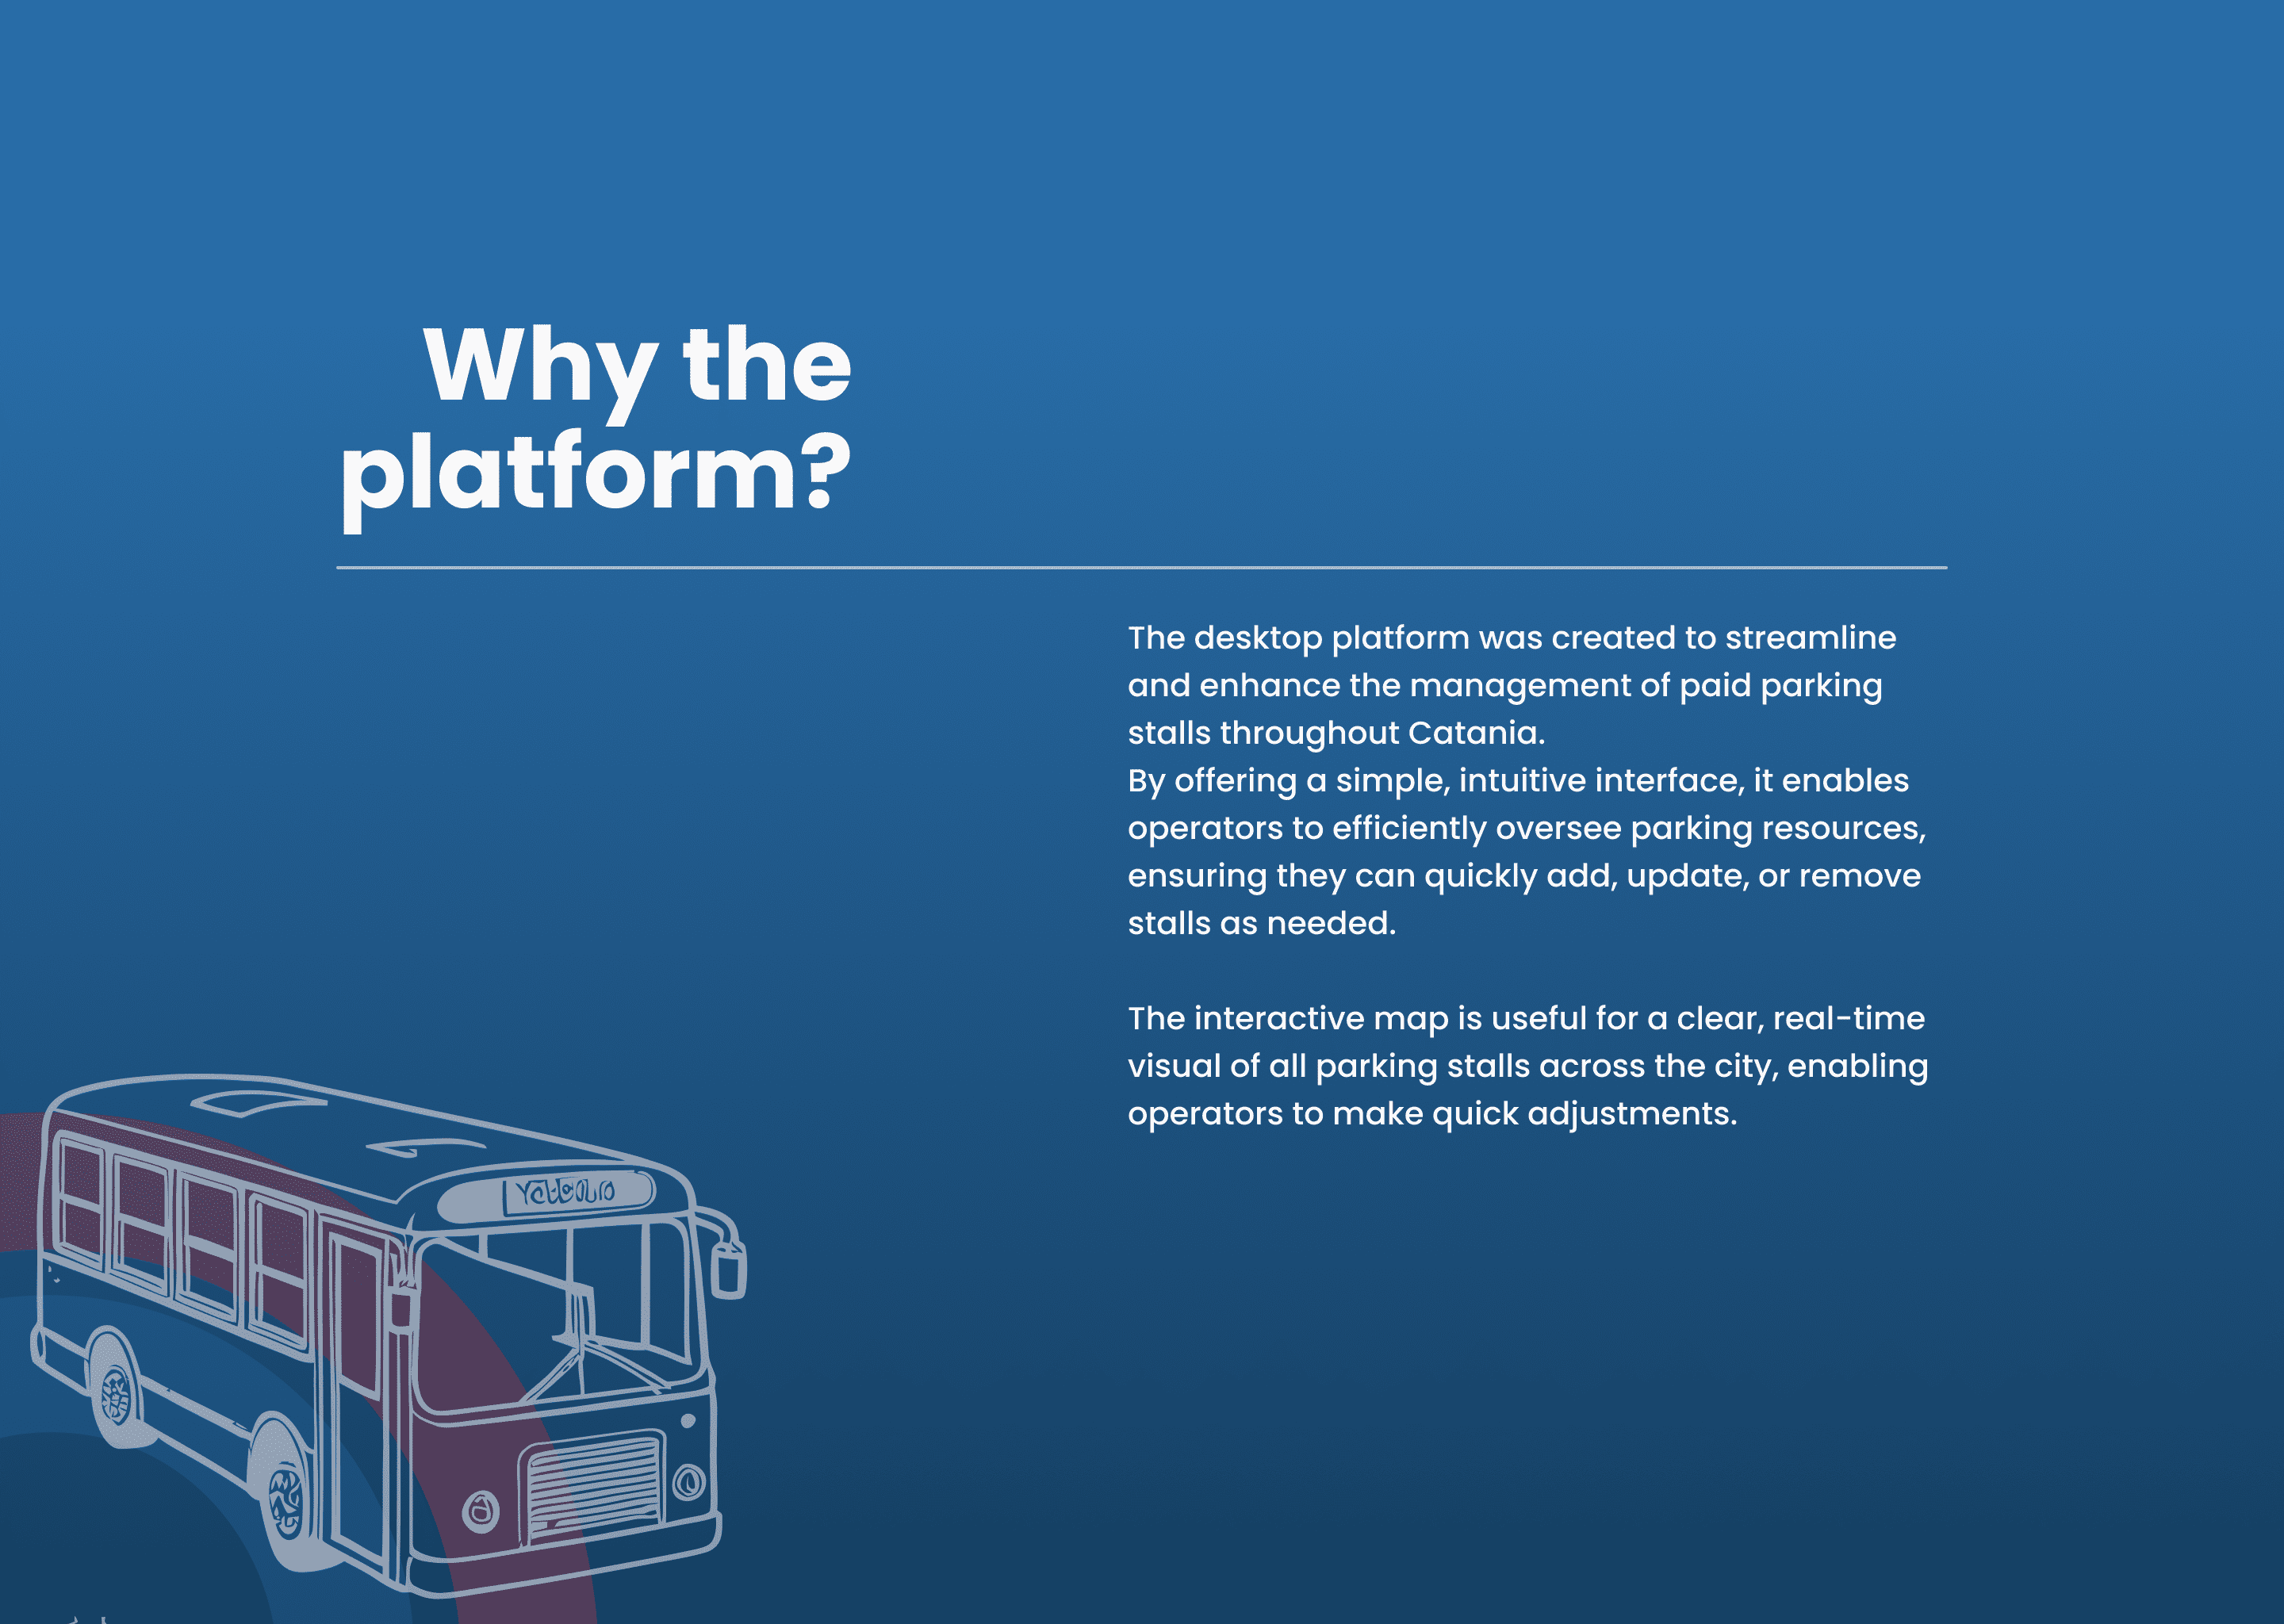 Why the
platform?
The desktop platform was created to streamline
and enhance the management of paid parking
stalls throughout Catania.
By offering a simple, intuitive interface, it enables
operators to efficiently oversee parking resources,
ensuring they can quickly add, update, or remove
stalls as needed.
The interactive map is useful for a clear, real-time
visual of all parking stalls across the city, enabling
operators to make quick adjustments.